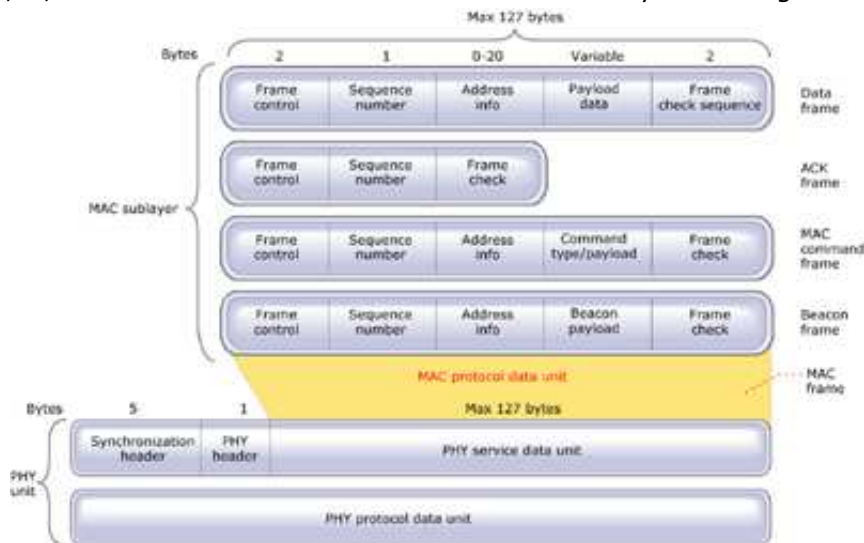 Max 127 bytes
Bytes 2 1 0-20 Variable 2
Frame control Sequence number Address info Payload data Frame check sequence Data frame
Frame control Sequence number Frame check ACK frame
MAC sublayer
Frame control Sequence number Address info Command type/payload Frame check MAC command frame
Frame control Sequence number Address info Beacon payload Frame check Beacon frame
MAC protocol data unit MAC frame
Bytes 5 1 Max 127 bytes
Synchronization header PHY header PHY service data unit
PHY unit
PHY protocol data unit